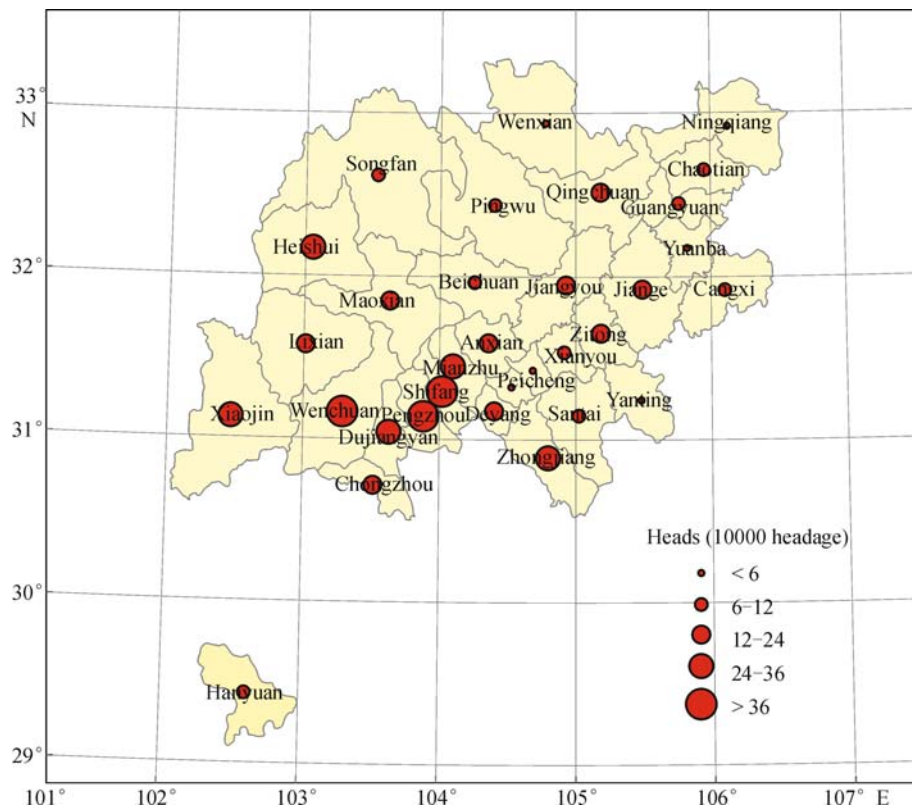 33°
N
Wenxian
Ningqiang
Songfan
Chaotian
Qingchuan
Pingwu
Guangyuan
Heishui
Yuanba
32°
Beichuan
Jiangyou
Jiange
Cangxi
Maoxian
Zitong
Lixian
Anxian
Xianyou
Mianzhu
Peicheng
Shifang
Yanting
Xiaojin
Wenchuan
Pengzhou
Deyang
Santai
31°
Dujiangyan
Zhongjiang
Chongzhou
Heads (10000 headage)
< 6
30°
6–12
12–24
24–36
Hanyuan
> 36
29°
101°
102°
103°
104°
105°
106°
107° E